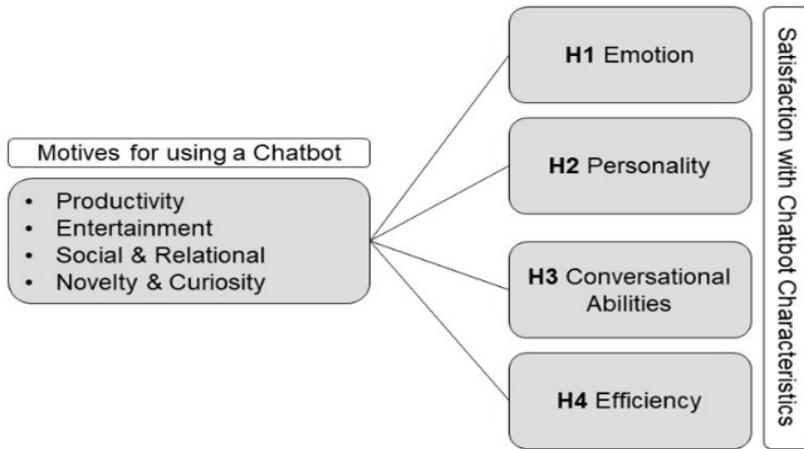 Motives for using a Chatbot
• Productivity
• Entertainment
• Social & Relational
• Novelty & Curiosity
H1 Emotion
H2 Personality
H3 Conversational
Abilities
H4 Efficiency
Satisfaction with Chatbot Characteristics